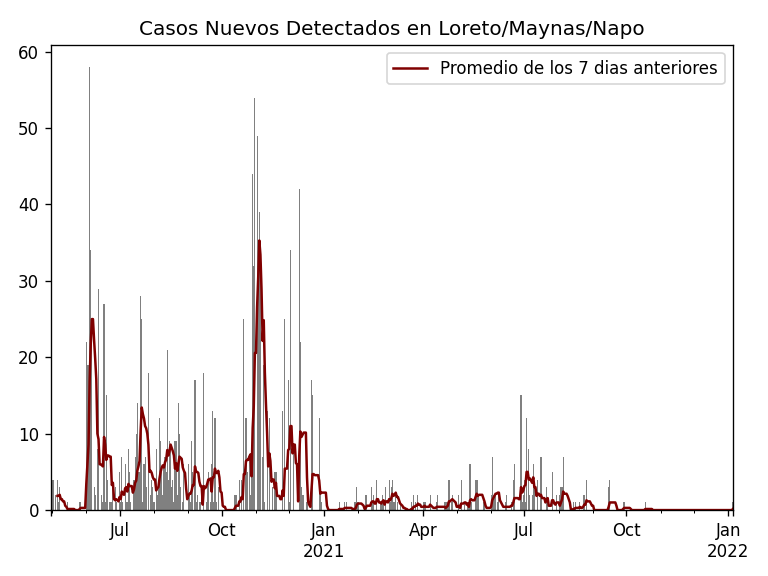 Casos Nuevos Detectados en Loreto/Maynas/Napo
Promedio de los 7 dias anteriores
60
50
40
30
20
10
0
Jul
Oct
Jan
2021
Apr
Jul
Oct
Jan
2022